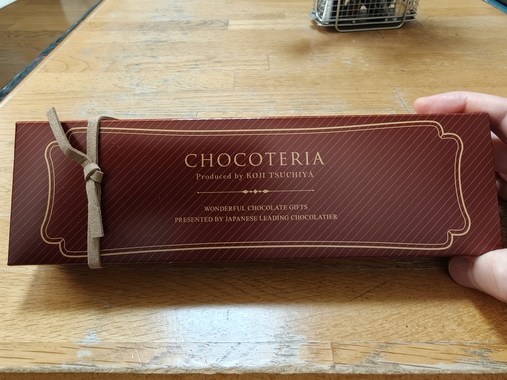 CHOCOTERIA
Produced by KOJI TSUCHIYA
WONDERFUL CHOCOLATE GIFTS
PRESENTED BY JAPANESE LEADING CHOCOLATIER